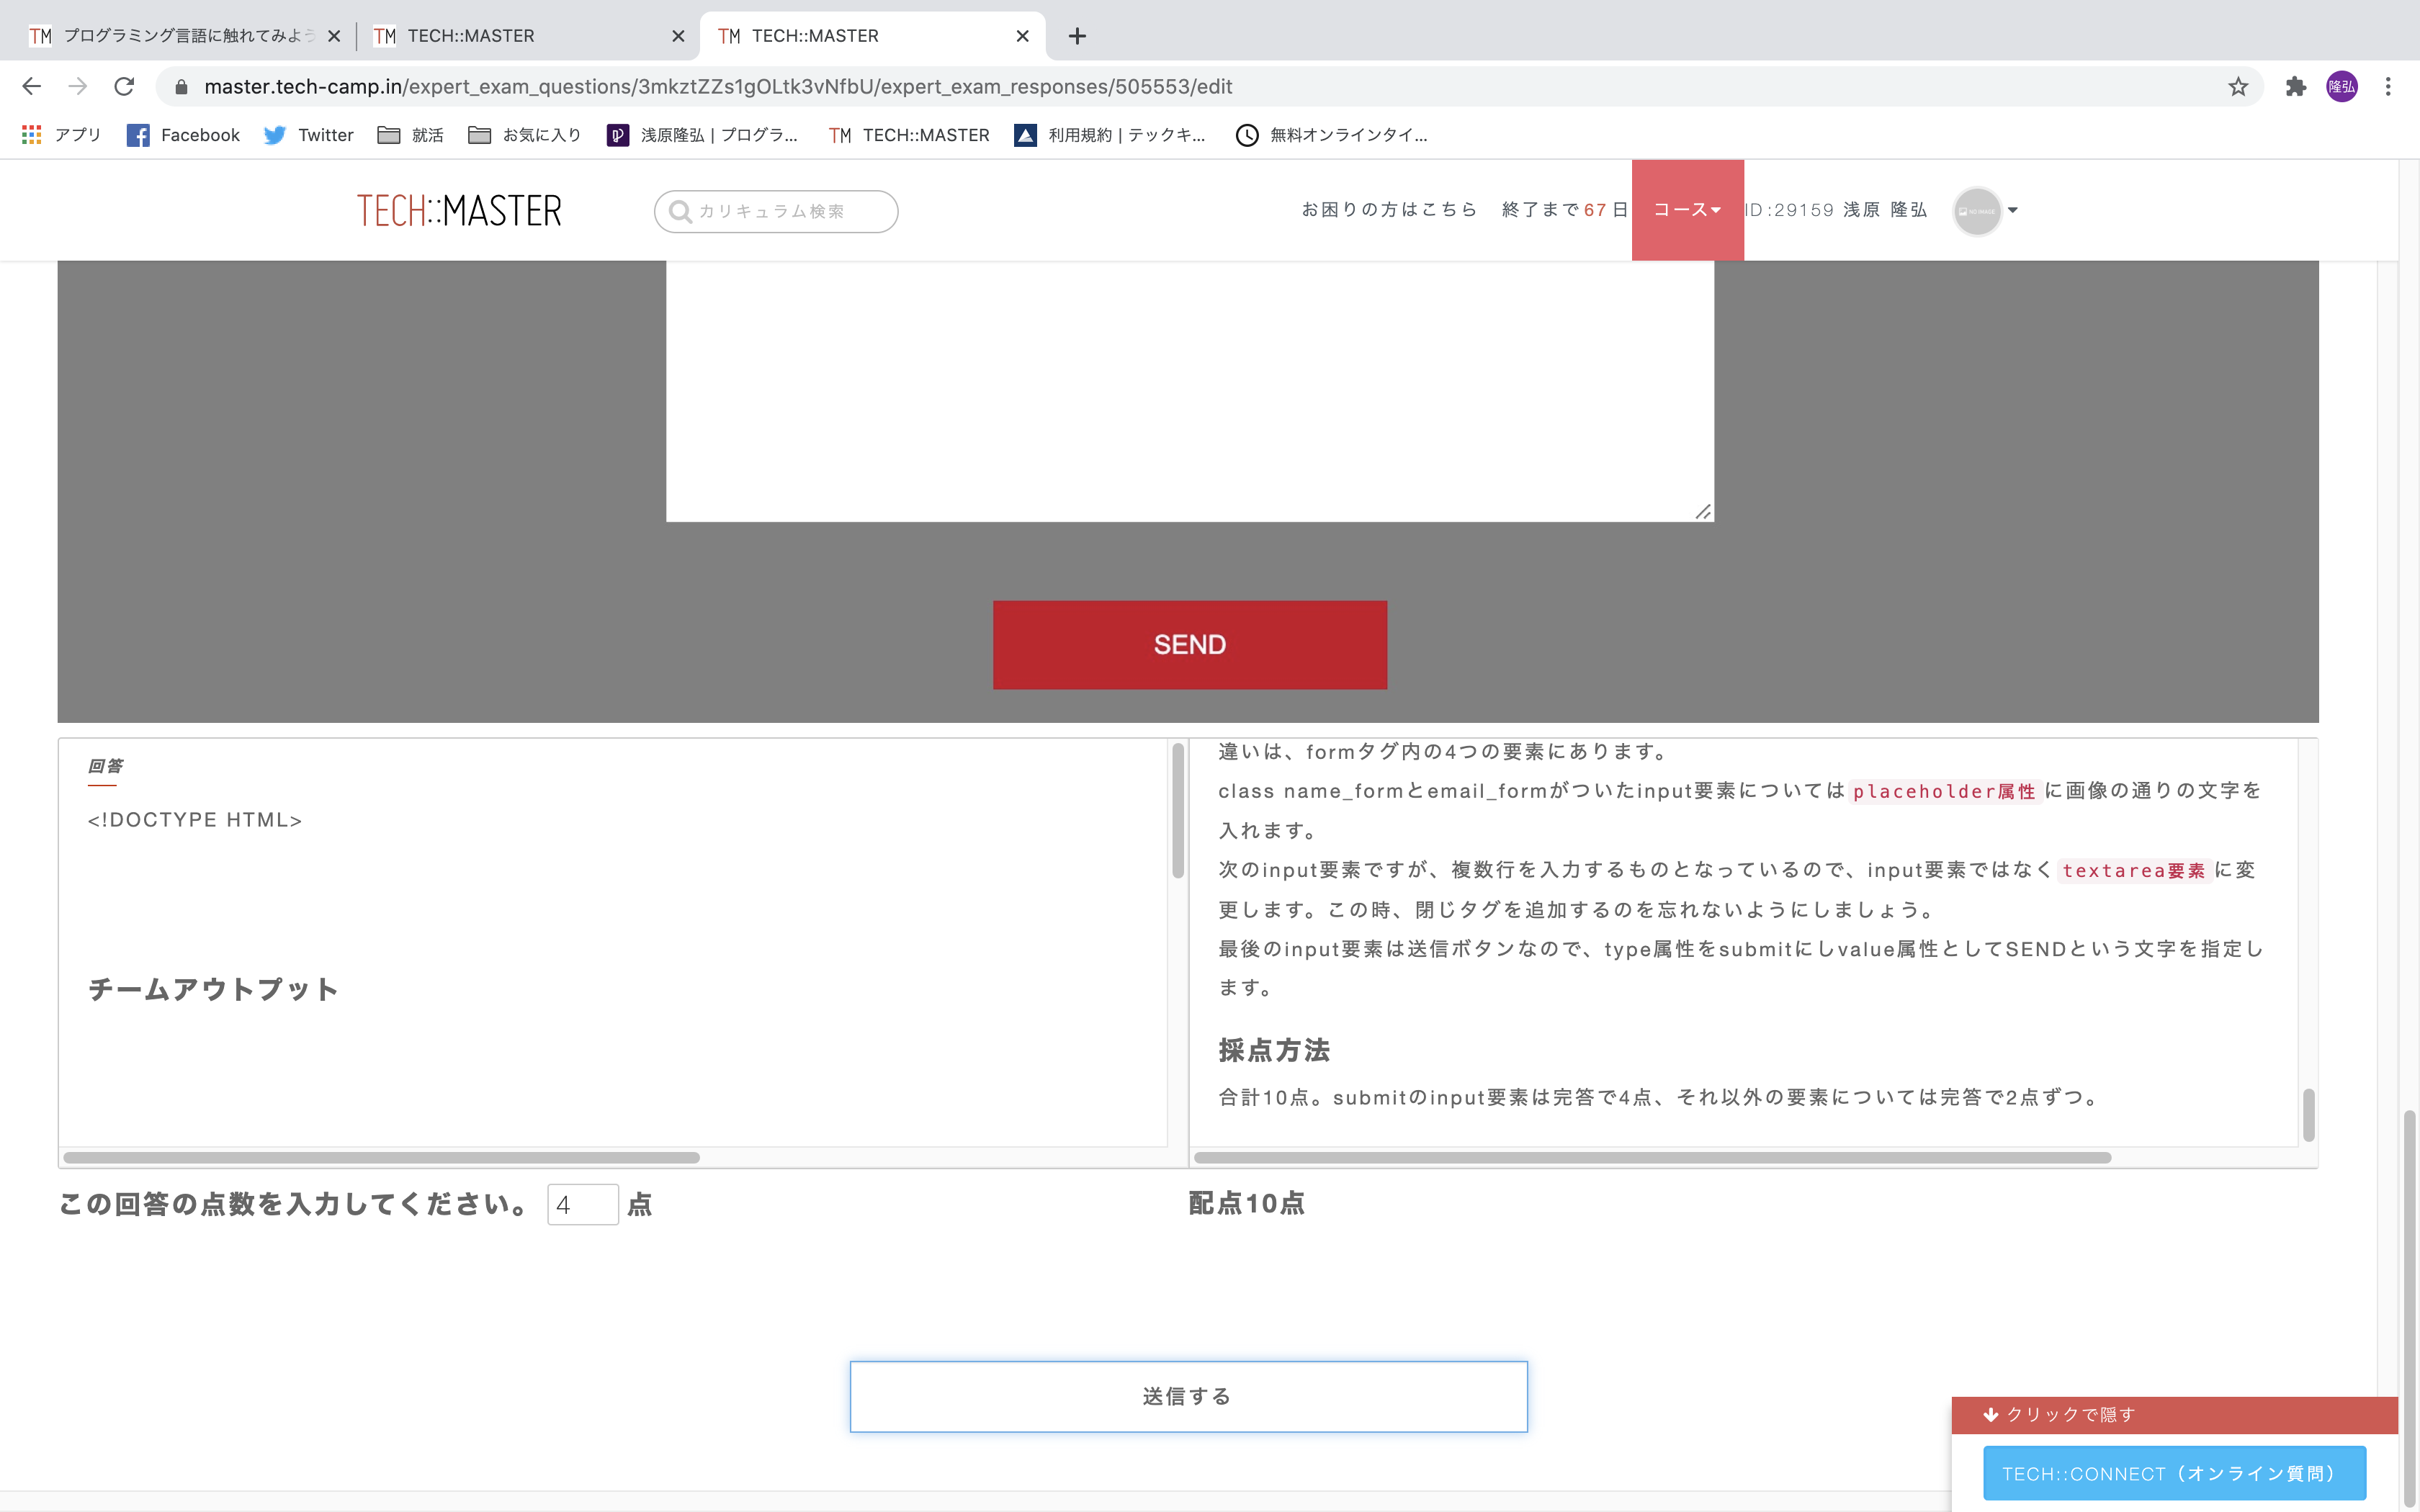 TM プログラミング言語に触れてみよう
TM TECH::MASTER
TM TECH::MASTER
master.tech-camp.in/expert_exam_questions/3mkztZZs1gOLtk3vNfbU/expert_exam_responses/505553/edit
隆弘
アプリ Facebook Twitter 就活 お気に入り 浅原隆弘 | プログラ... TM TECH::MASTER 利用規約 | テックキ... 無料オンラインタイ...
TECH::MASTER カリキュラム検索 お困りの方はこちら 終了まで67日 コース ID:29159 浅原 隆弘 NO IMAGE
SEND
回答
<!DOCTYPE HTML>
チームアウトプット
違いは、formタグ内の4つの要素にあります。
class name_formとemail_formがついたinput要素についてはplaceholder属性に画像の通りの文字を
入れます。
次のinput要素ですが、複数行を入力するものとなっているので、input要素ではなくtextarea要素に変
更します。この時、閉じタグを追加するのを忘れないようにしましょう。
最後のinput要素は送信ボタンなので、type属性をsubmitにしvalue属性としてSENDという文字を指定し
ます。
採点方法
合計10点。submitのinput要素は完答で4点、それ以外の要素については完答で2点ずつ。
この回答の点数を入力してください。 4 点
配点10点
送信する
クリックで隠す
TECH::CONNECT（オンライン質問）